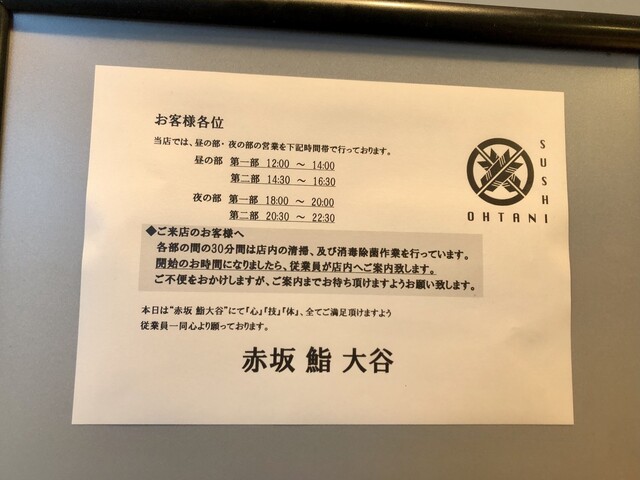 お客様各位
当店では、昼の部・夜の部の営業を下記時間帯で行っております。
昼の部 第一部 12:00 ～ 14:00
第二部 14:30 ～ 16:30
夜の部 第一部 18:00 ～ 20:00
第二部 20:30 ～ 22:30
◆ご来店のお客様へ
各部の間の30分間は店内の清掃、及び消毒除菌作業を行っています。
開始のお時間になりましたら、従業員が店内へご案内致します。
ご不便をおかけしますが、ご案内までお待ち頂けますようお願い致します。
本日は“赤坂 鮨大谷”にて「心」「技」「体」、全てご満足頂けますよう
従業員一同心より願っております。
赤坂 鮨 大谷
SUSHI
OHTANI